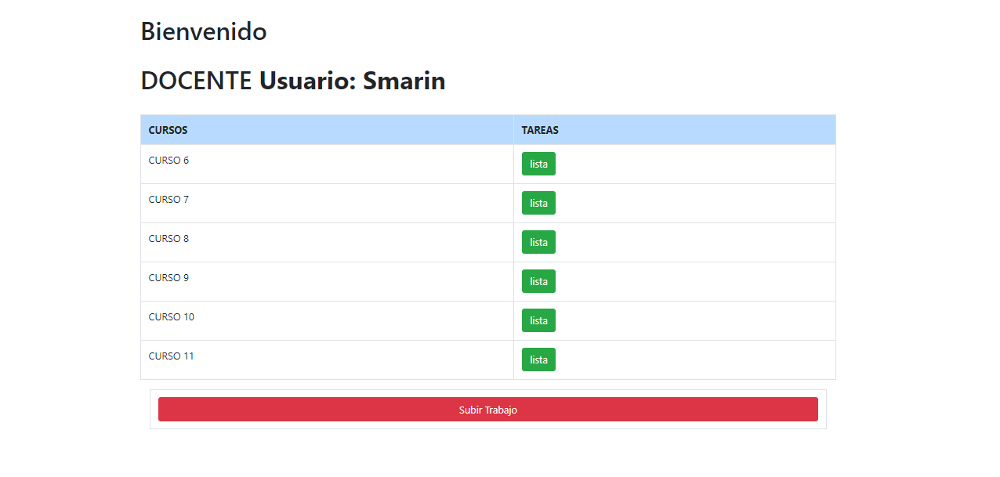 Bienvenido
DOCENTE Usuario: Smarin
CURSOS TAREAS
CURSO 6 lista
CURSO 7 lista
CURSO 8 lista
CURSO 9 lista
CURSO 10 lista
CURSO 11 lista
Subir Trabajo